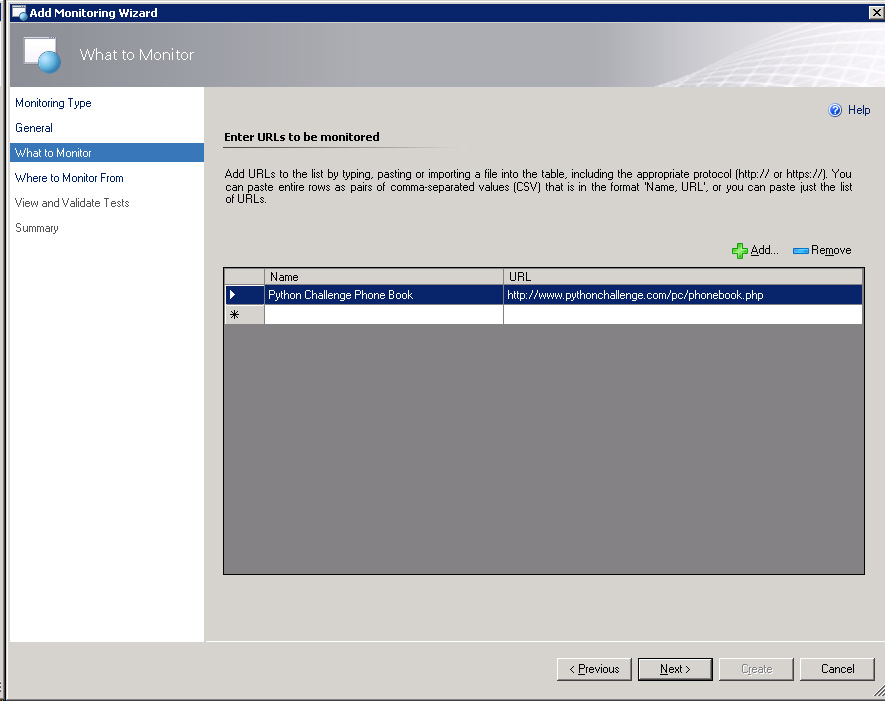 Add Monitoring Wizard
What to Monitor
Monitoring Type
General
What to Monitor
Where to Monitor From
View and Validate Tests
Summary
Help
Enter URLs to be monitored
Add URLs to the list by typing, pasting or importing a file into the table, including the appropriate protocol (http:// or https://). You
can paste entire rows as pairs of comma-separated values (CSV) that is in the format 'Name, URL', or you can paste just the list
of URLs.
Add... Remove
Name URL
Python Challenge Phone Book http://www.pythonchallenge.com/pc/phonebook.php
< Previous Next > Create Cancel